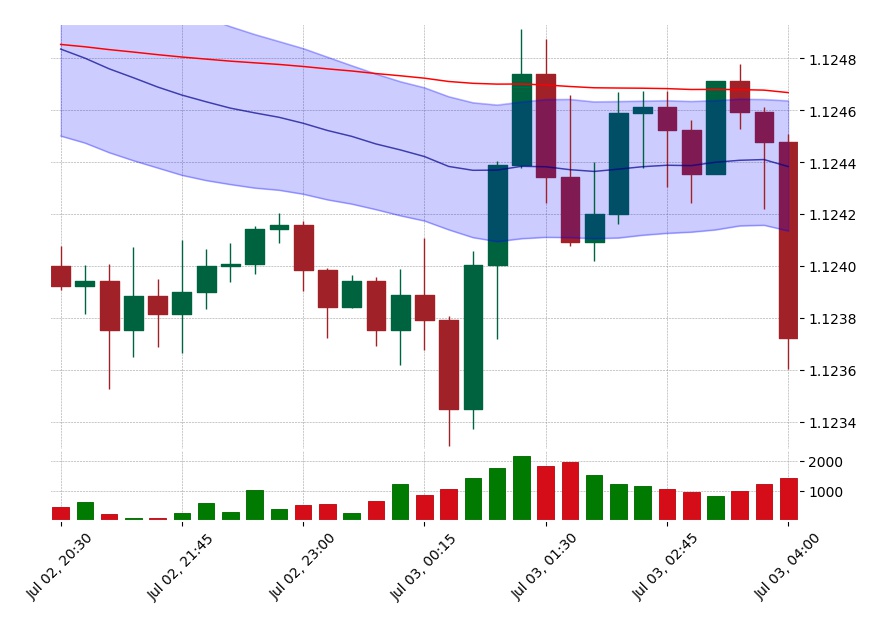 1.1248
1.1246
1.1244
1.1242
1.1240
1.1238
1.1236
1.1234
2000
1000
Jul 02, 20:30
Jul 02, 21:45
Jul 02, 23:00
Jul 03, 00:15
Jul 03, 01:30
Jul 03, 02:45
Jul 03, 04:00